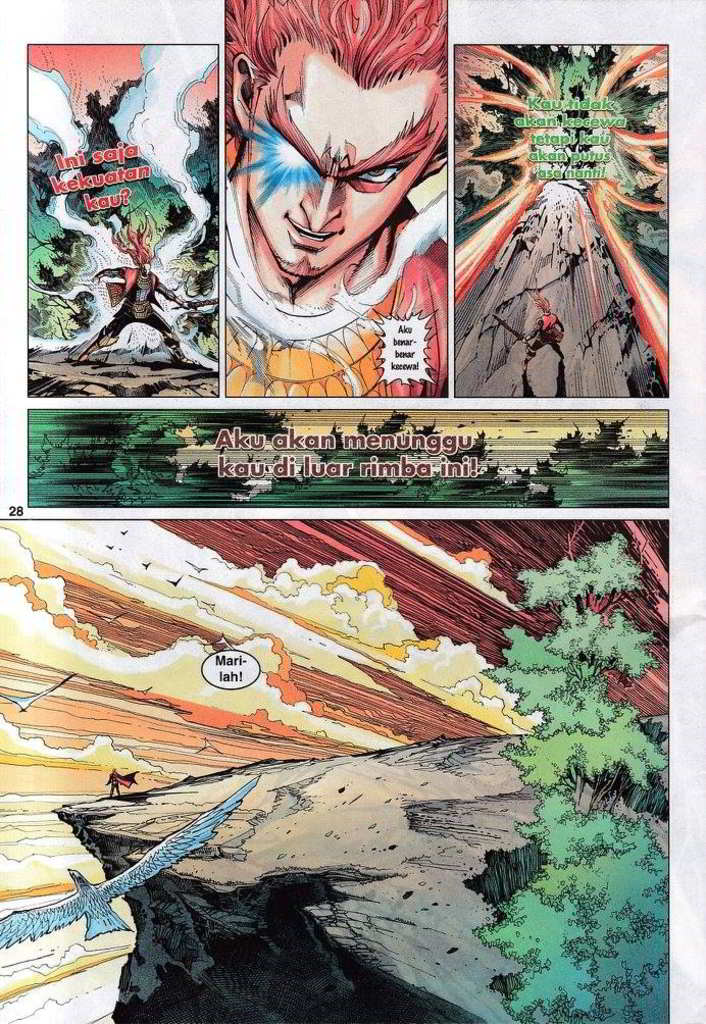 Ini saja
kekuatan
kau?
Aku
benar-
benar
kecewa!
Kau tidak
akan kecewa
tetapi kau
akan putus
asa nanti!
Aku akan menunggu
kau di luar rimba ini!
28
Mari-
lah!